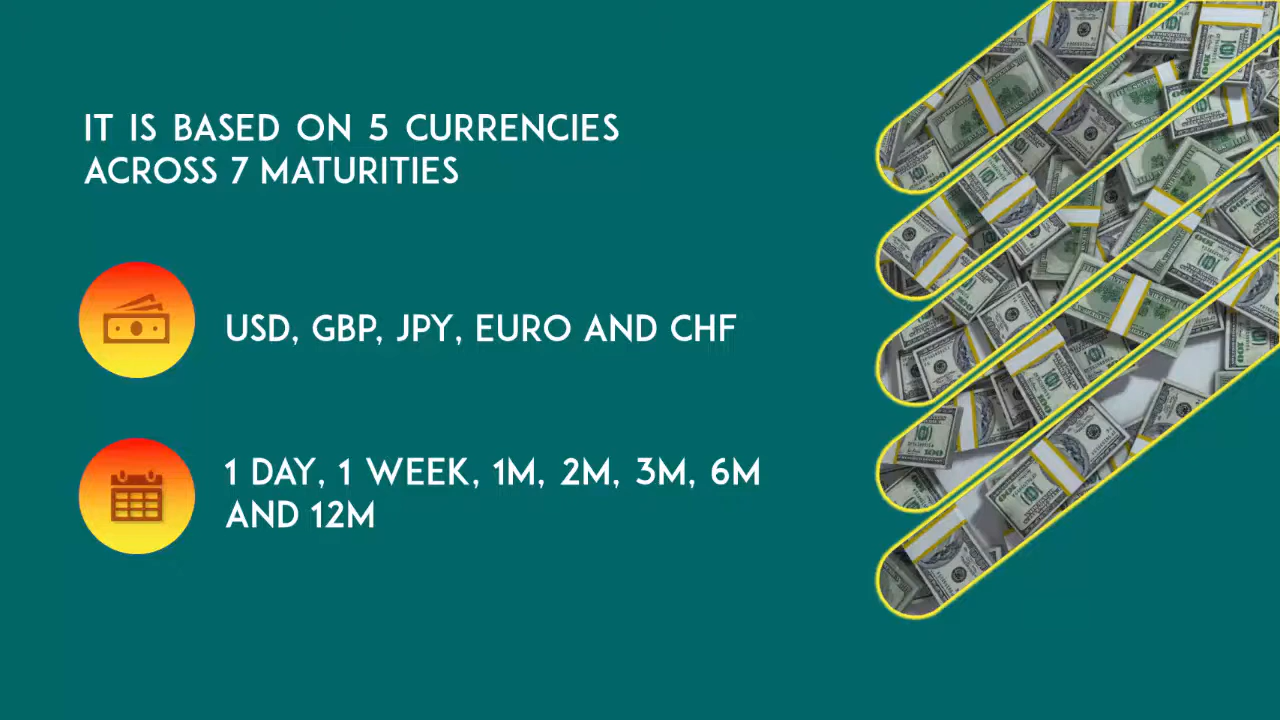 IT IS BASED ON 5 CURRENCIES
ACROSS 7 MATURITIES
USD, GBP, JPY, EURO AND CHF
1 DAY, 1 WEEK, 1M, 2M, 3M, 6M
AND 12M